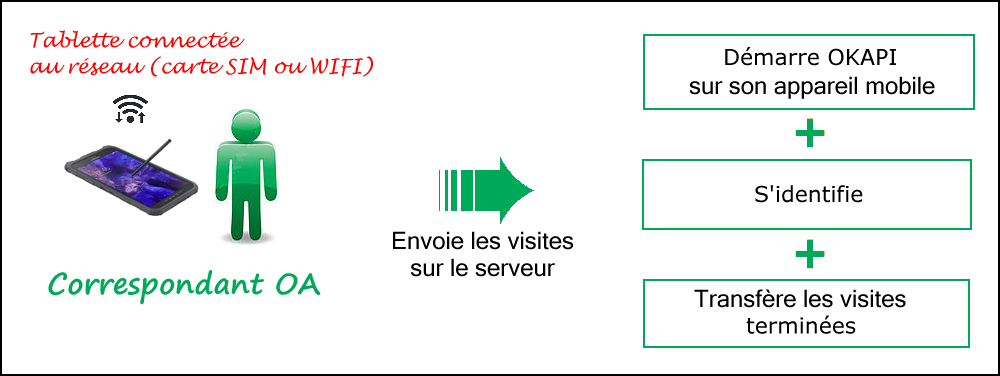 Tablette connectée
au réseau (carte SIM ou WIFI)
Correspondant OA
Envoie les visites
sur le serveur
Démarre OKAPI
sur son appareil mobile
+
S'identifie
+
Transfère les visites
terminées